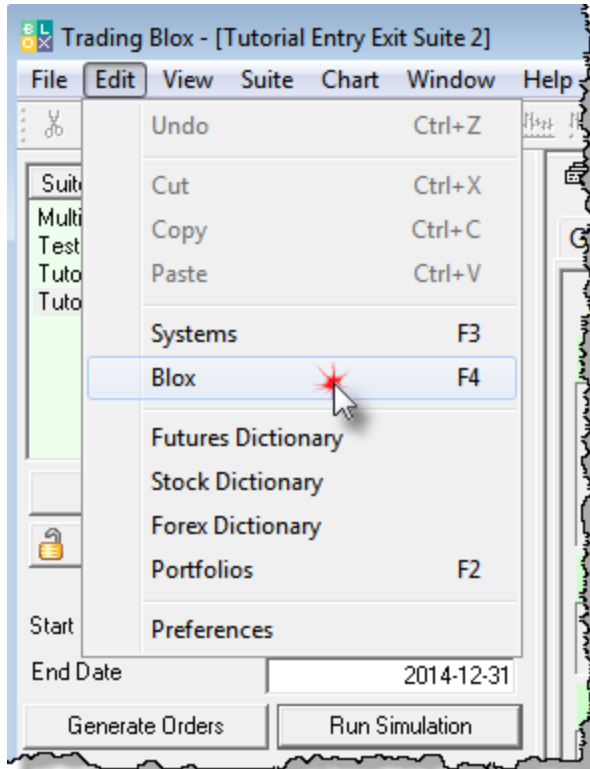 Trading Blox - [Tutorial Entry Exit Suite 2]
File Edit View Suite Chart Window Help
Undo Ctrl+Z
Cut Ctrl+X
Copy Ctrl+C
Paste Ctrl+V
Systems F3
Blox F4
Futures Dictionary
Stock Dictionary
Forex Dictionary
Portfolios F2
Preferences
Multi
Test
Start
End Date 2014-12-31
Generate Orders Run Simulation